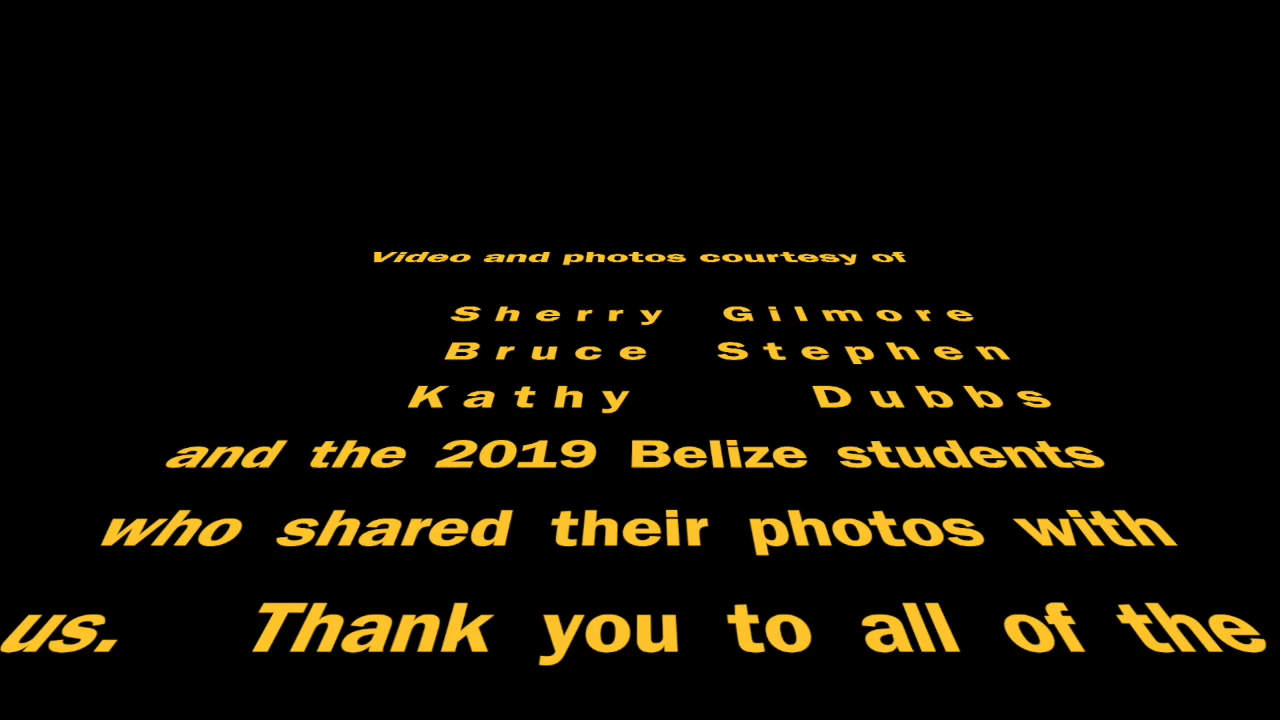 Video and photos courtesy of
Sherry Gilmore
Bruce Stephen
Kathy Dubbs
and the 2019 Belize students
who shared their photos with
us. Thank you to all of the